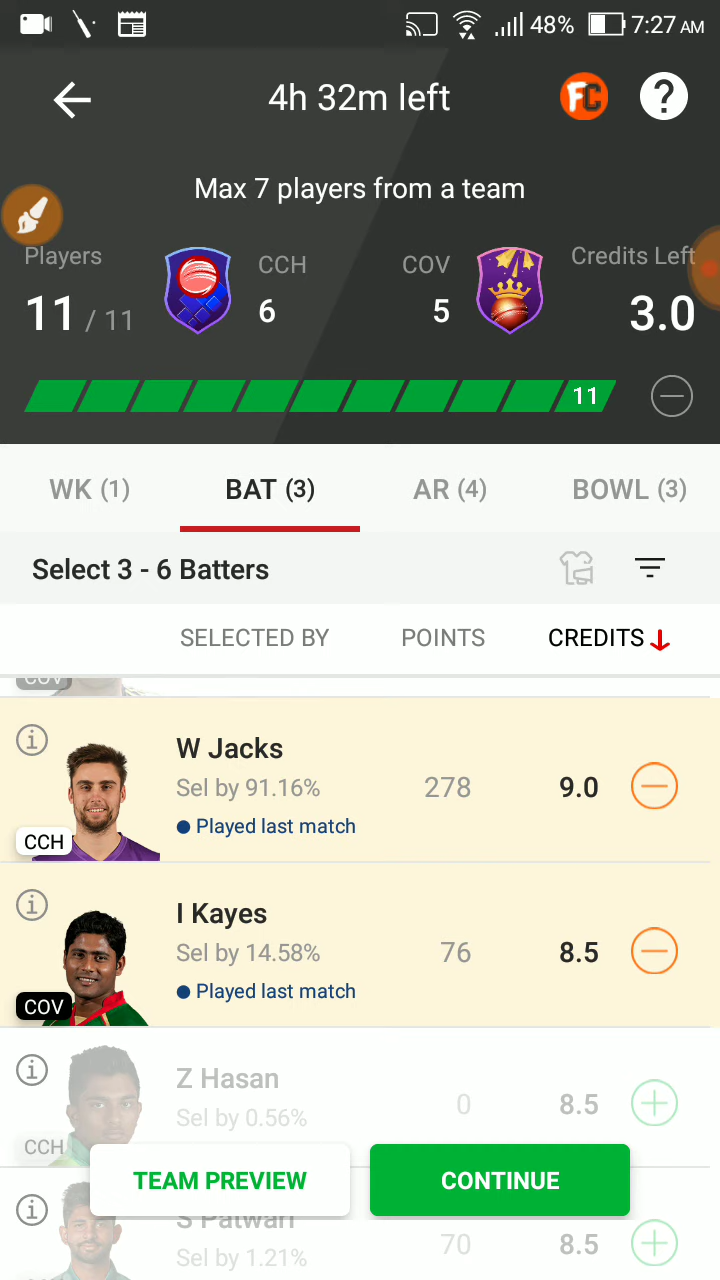 48% 7:27 AM
4h 32m left
FC ?
Max 7 players from a team
Players CCH COV Credits Left
11 / 11 6 5 3.0
11
WK (1) BAT (3) AR (4) BOWL (3)
Select 3 - 6 Batters
SELECTED BY POINTS CREDITS
COV
W Jacks
Sel by 91.16% 278 9.0
Played last match
CCH
I Kayes
Sel by 14.58% 76 8.5
Played last match
COV
Z Hasan
Sel by 0.56% 0 8.5
CCH
TEAM PREVIEW CONTINUE
S Patwari
Sel by 1.21% 70 8.5